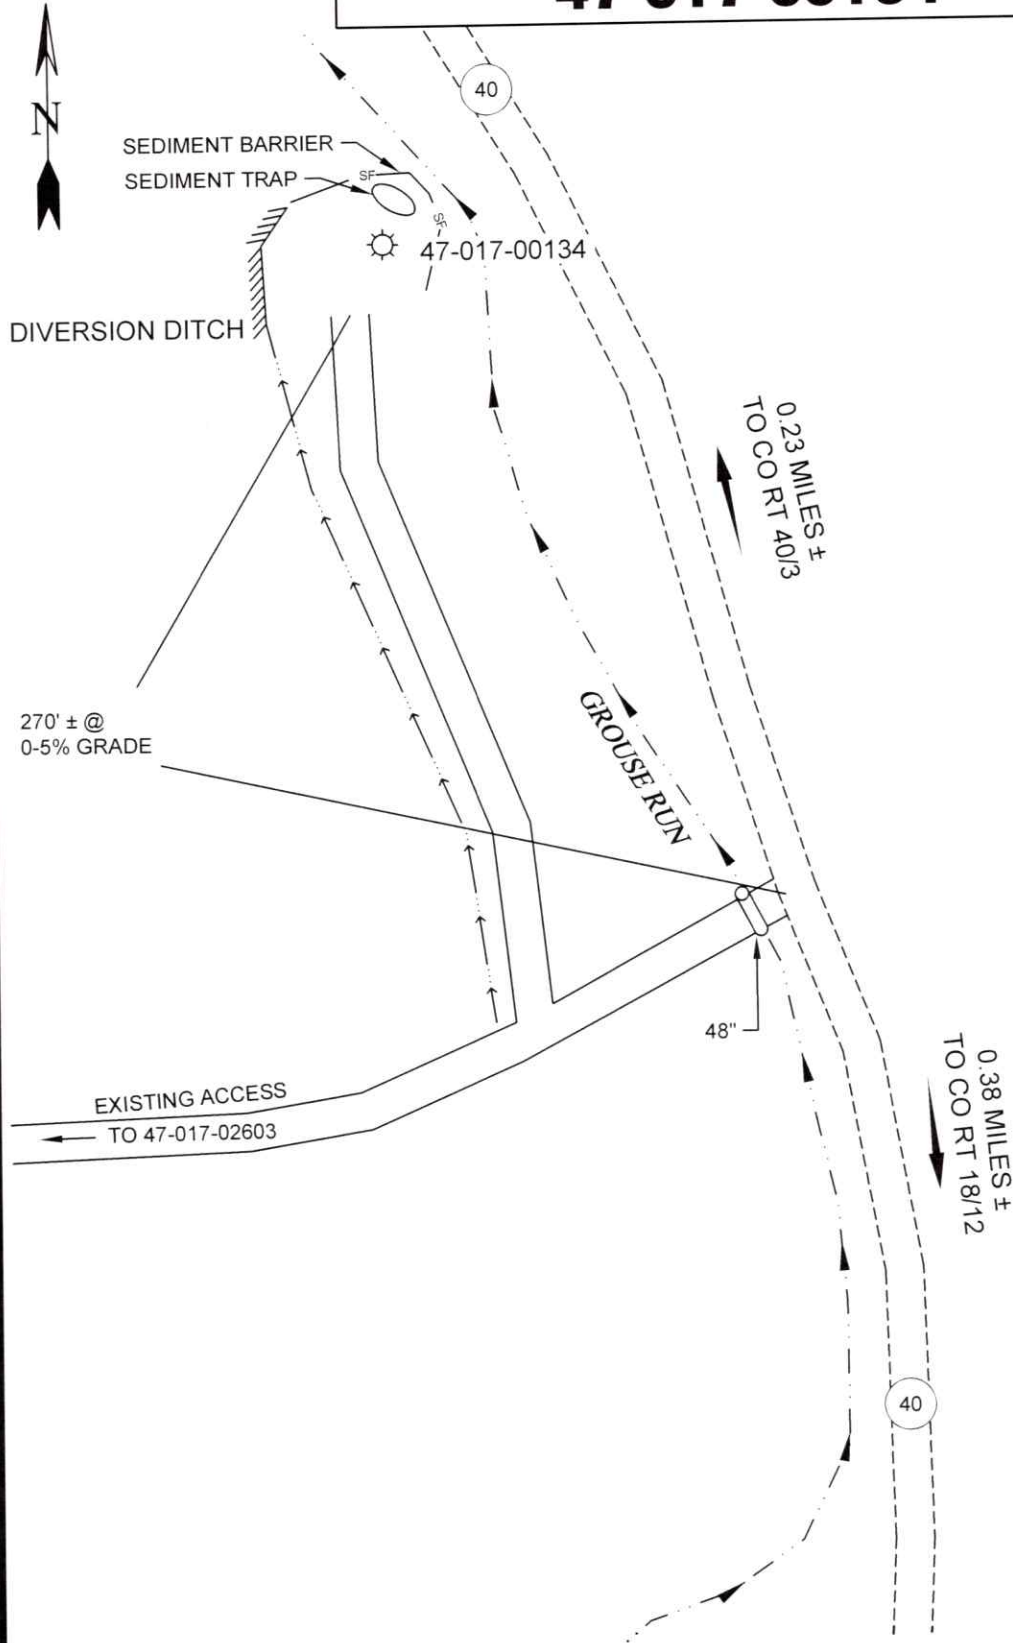 N
40
SEDIMENT BARRIER
SEDIMENT TRAP
SF
SF
47-017-00134
DIVERSION DITCH
0.23 MILES ±
TO CO RT 40/3
270' ± @
0-5% GRADE
GROUSE RUN
48"
EXISTING ACCESS
TO 47-017-02603
0.38 MILES ±
TO CO RT 18/12
40